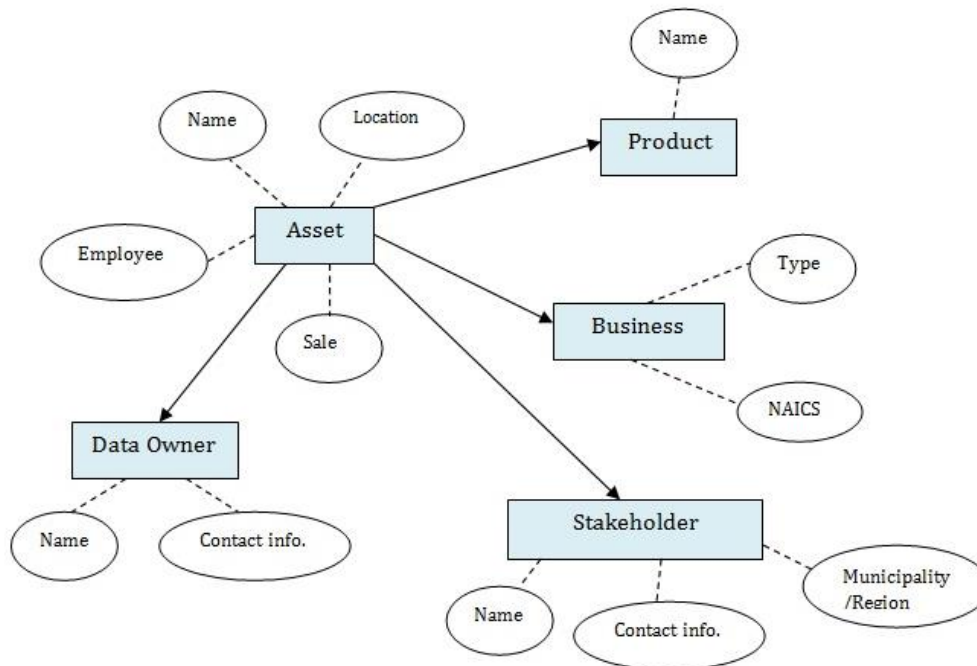 Name
Product
Name
Location
Asset
Employee
Sale
Type
Business
NAICS
Data Owner
Name
Contact info.
Stakeholder
Name
Contact info.
Municipality
/Region